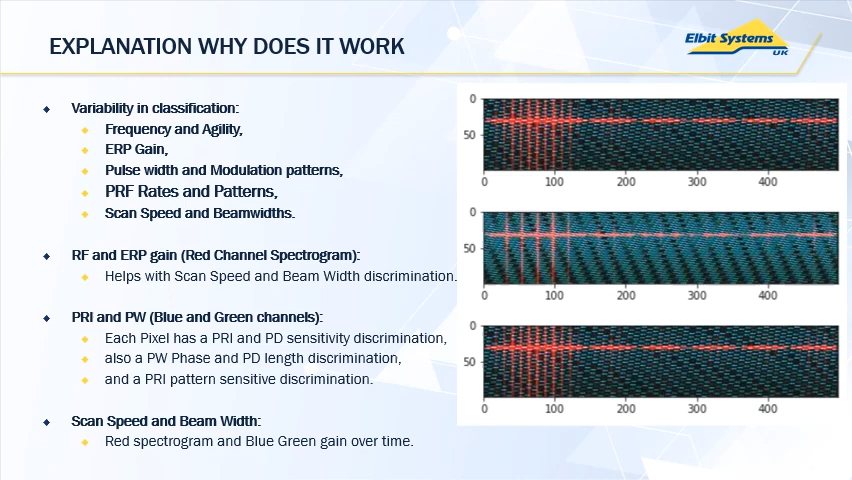 EXPLANATION WHY DOES IT WORK
Elbit Systems
UK
Variability in classification:
Frequency and Agility,
ERP Gain,
Pulse width and Modulation patterns,
PRF Rates and Patterns,
Scan Speed and Beamwidths.
RF and ERP gain (Red Channel Spectrogram):
Helps with Scan Speed and Beam Width discrimination.
PRI and PW (Blue and Green channels):
Each Pixel has a PRI and PD sensitivity discrimination,
also a PW Phase and PD length discrimination,
and a PRI pattern sensitive discrimination.
Scan Speed and Beam Width:
Red spectrogram and Blue Green gain over time.
0
50
0 100 200 300 400
0
50
0 100 200 300 400
0
50
0 100 200 300 400